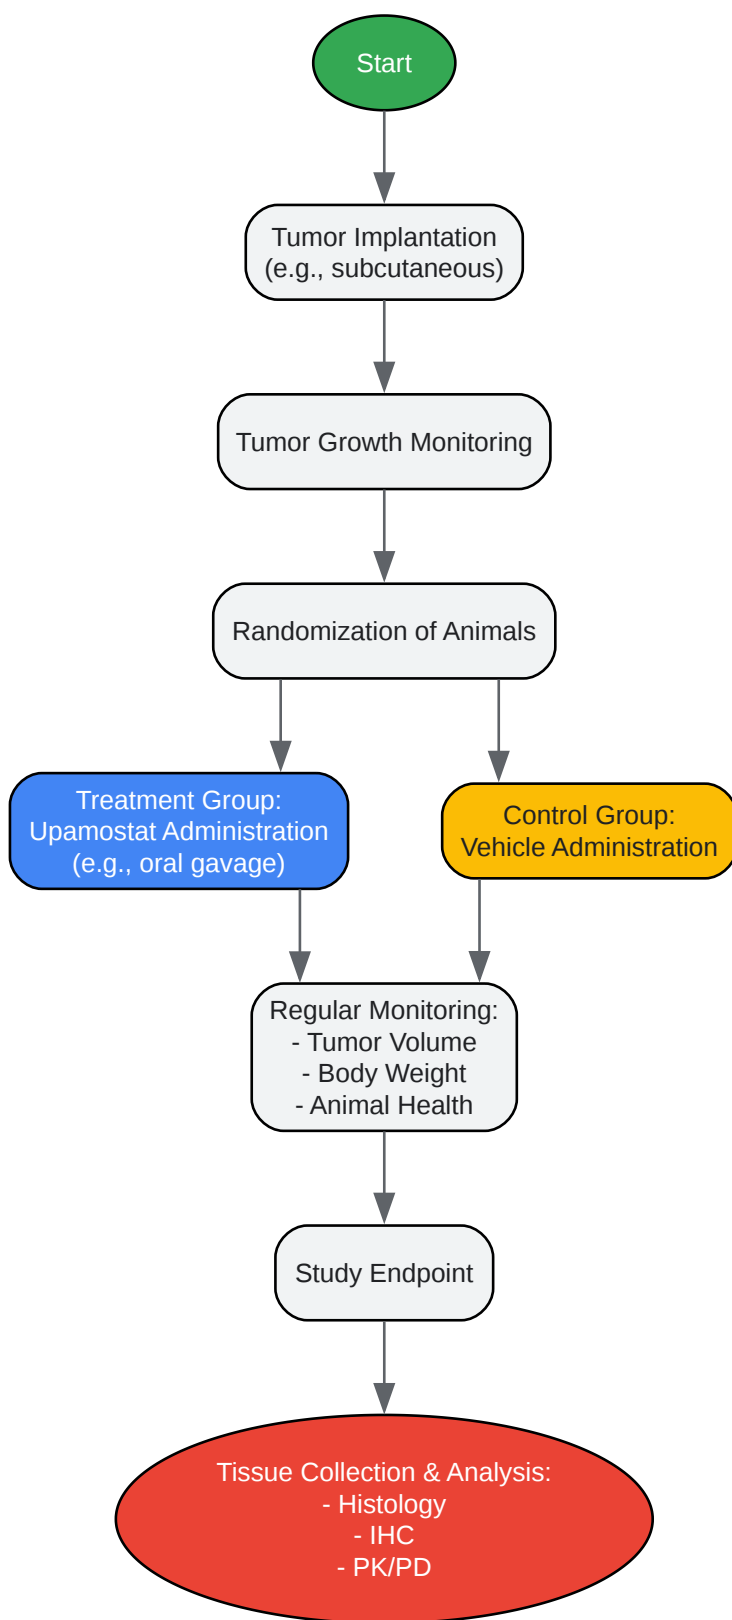 Start
Tumor Implantation
(e.g., subcutaneous)
Tumor Growth Monitoring
Randomization of Animals
Treatment Group:
Upamostat Administration
(e.g., oral gavage)
Control Group:
Vehicle Administration
Regular Monitoring:
- Tumor Volume
- Body Weight
- Animal Health
Study Endpoint
Tissue Collection & Analysis:
- Histology
- IHC
- PK/PD